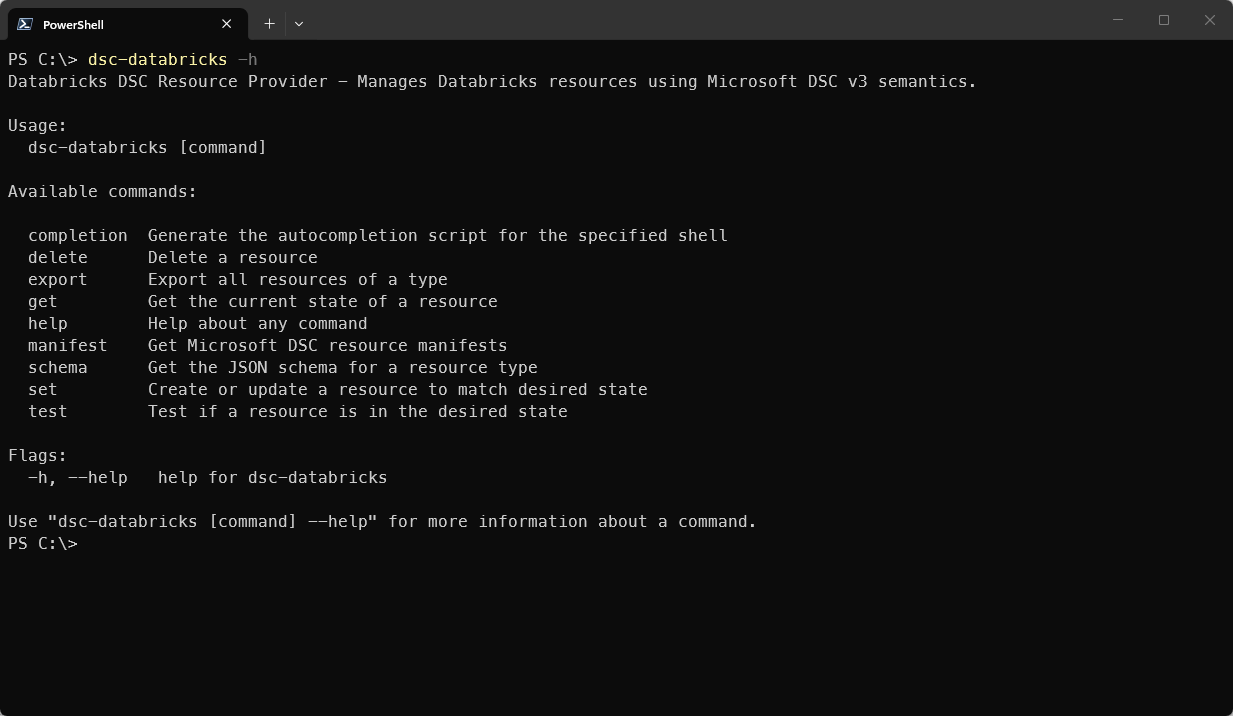 PowerShell
PS C:\> dsc-databricks -h
Databricks DSC Resource Provider - Manages Databricks resources using Microsoft DSC v3 semantics.
Usage:
  dsc-databricks [command]
Available commands:
  completion  Generate the autocompletion script for the specified shell
  delete      Delete a resource
  export      Export all resources of a type
  get         Get the current state of a resource
  help        Help about any command
  manifest    Get Microsoft DSC resource manifests
  schema      Get the JSON schema for a resource type
  set         Create or update a resource to match desired state
  test        Test if a resource is in the desired state
Flags:
  -h, --help   help for dsc-databricks
Use "dsc-databricks [command] --help" for more information about a command.
PS C:\>